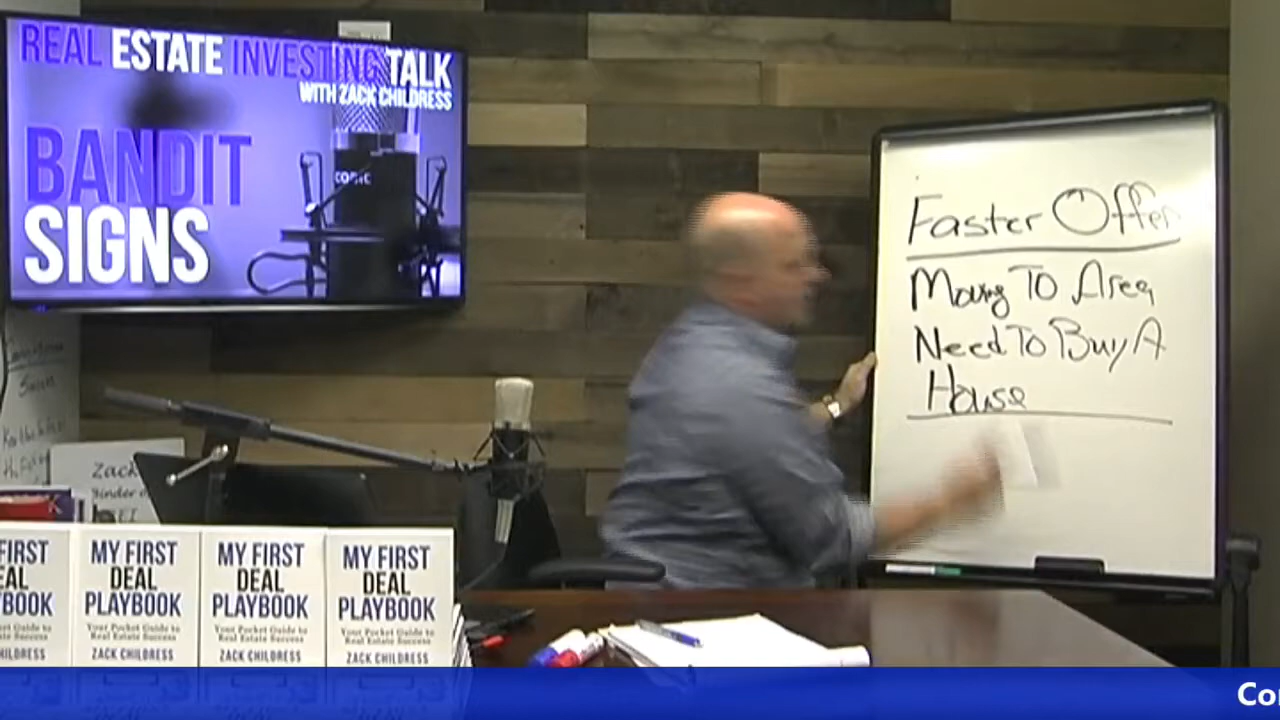 REAL ESTATE INVESTING TALK
WITH ZACK CHILDRESS
BANDIT
SIGNS
Faster Offer
Moving To Area
Need To Buy A
House
Zack
MY FIRST
DEAL
PLAYBOOK
Your Pocket Guide to
Real Estate Success
ZACK CHILDRESS
MY FIRST
DEAL
PLAYBOOK
Your Pocket Guide to
Real Estate Success
ZACK CHILDRESS
MY FIRST
DEAL
PLAYBOOK
Your Pocket Guide to
Real Estate Success
ZACK CHILDRESS